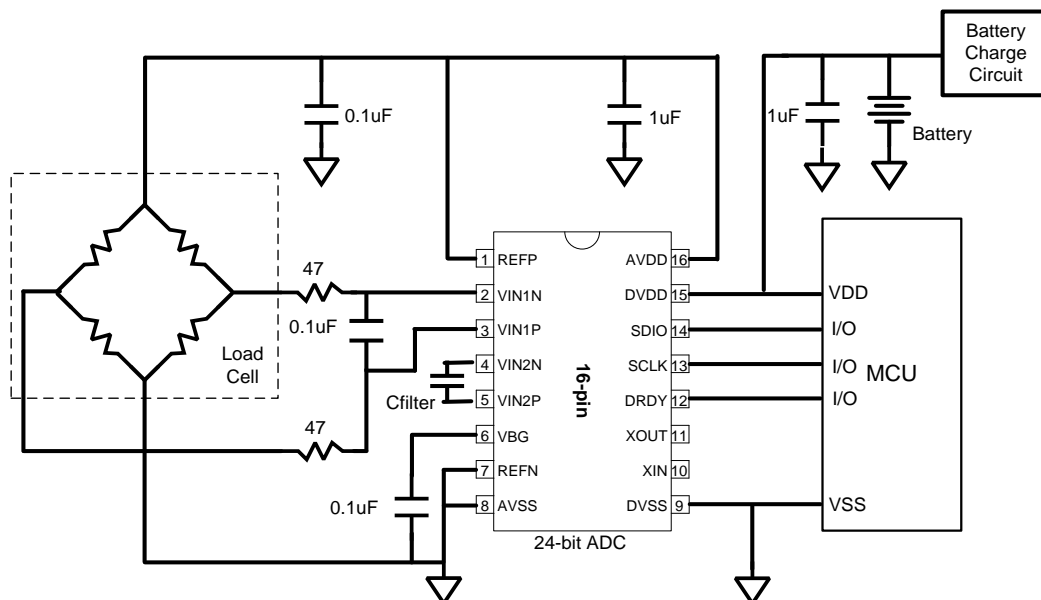 Battery
Charge
Circuit
0.1uF
1uF
1uF
Battery
47
0.1uF
Load
Cell
47
Cfilter
0.1uF
1 REFP
2 VIN1N
3 VIN1P
4 VIN2N
5 VIN2P
6 VBG
7 REFN
8 AVSS
16-pin
AVDD 16
DVDD 15
SDIO 14
SCLK 13
DRDY 12
XOUT 11
XIN 10
DVSS 9
24-bit ADC
VDD
I/O
I/O
I/O
MCU
VSS